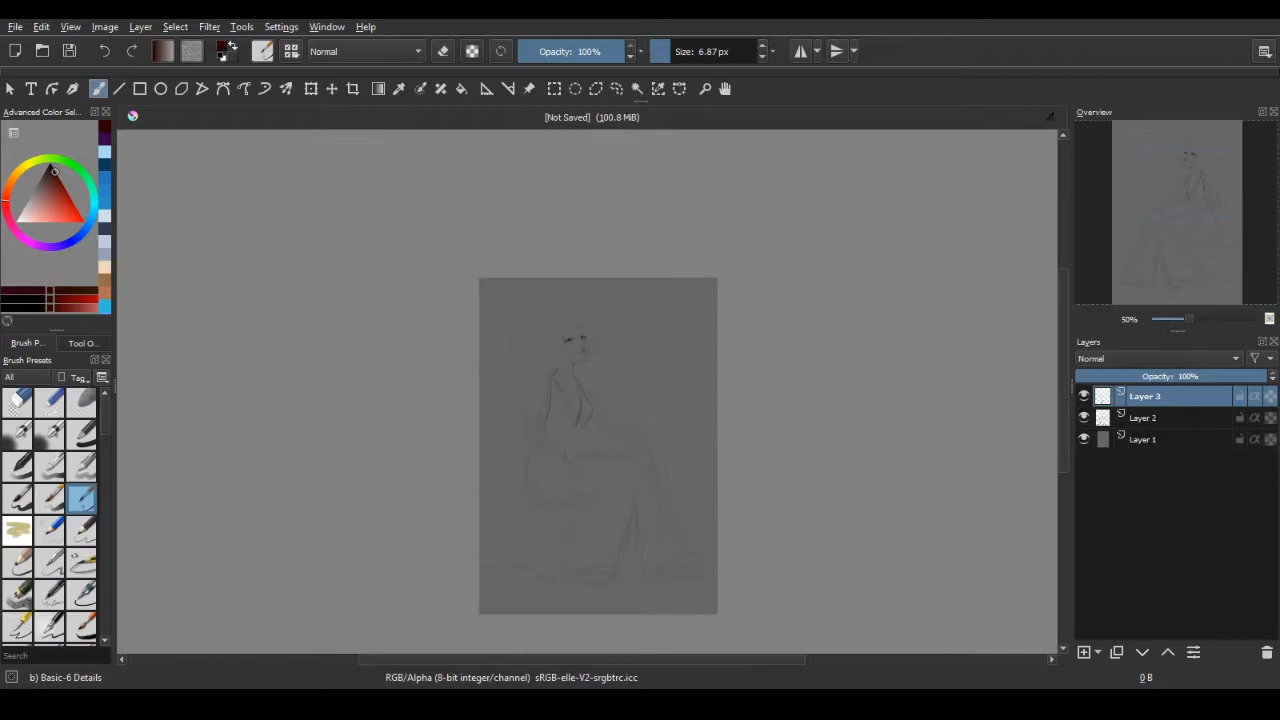 File Edit View Image Layer Select Filter Tools Settings Window Help
Normal
Opacity: 100%
Size: 6.87 px
Advanced Color Sel...
[Not Saved] (100.8 MiB)
Overview
50%
Brush P...
Tool O...
Brush Presets
All
Tag
Layers
Normal
Opacity: 100%
Layer 3
Layer 2
Layer 1
Search
b) Basic-6 Details
RGB/Alpha (8-bit integer/channel) sRGB-elle-V2-srgbtrc.icc
0 B